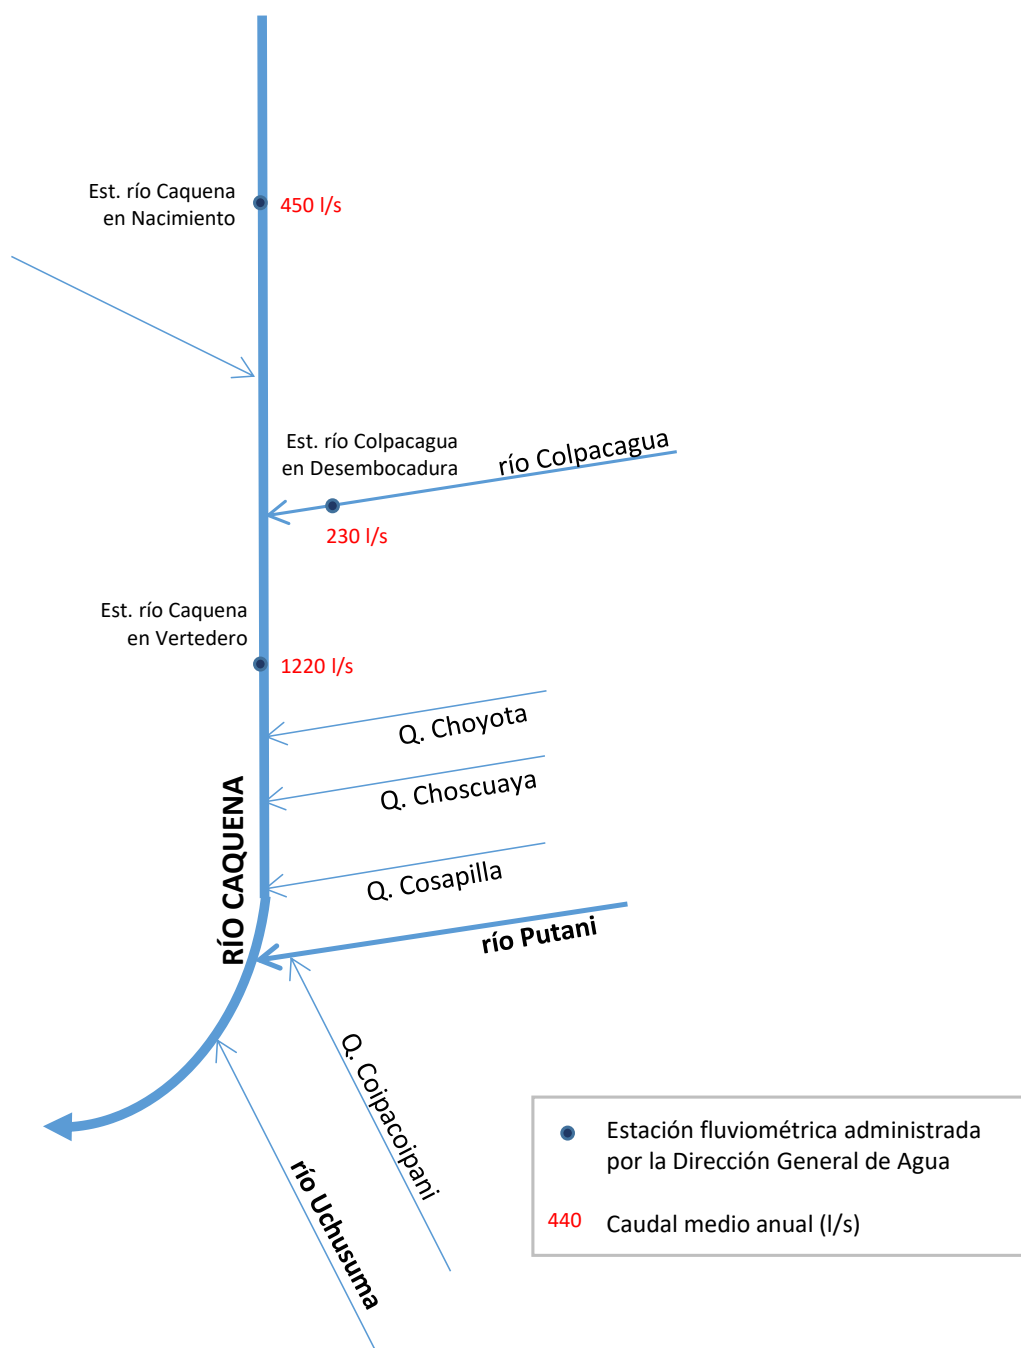 Est. río Caquena
en Nacimiento
450 l/s
Est. río Colpacagua
en Desembocadura
río Colpacagua
230 l/s
Est. río Caquena
en Vertedero
1220 l/s
Q. Choyota
Q. Choscuaya
Q. Cosapilla
RÍO CAQUENA
río Putani
Q. Coipacoipani
río Uchusuma
Estación fluviométrica administrada
por la Dirección General de Agua
440 Caudal medio anual (l/s)